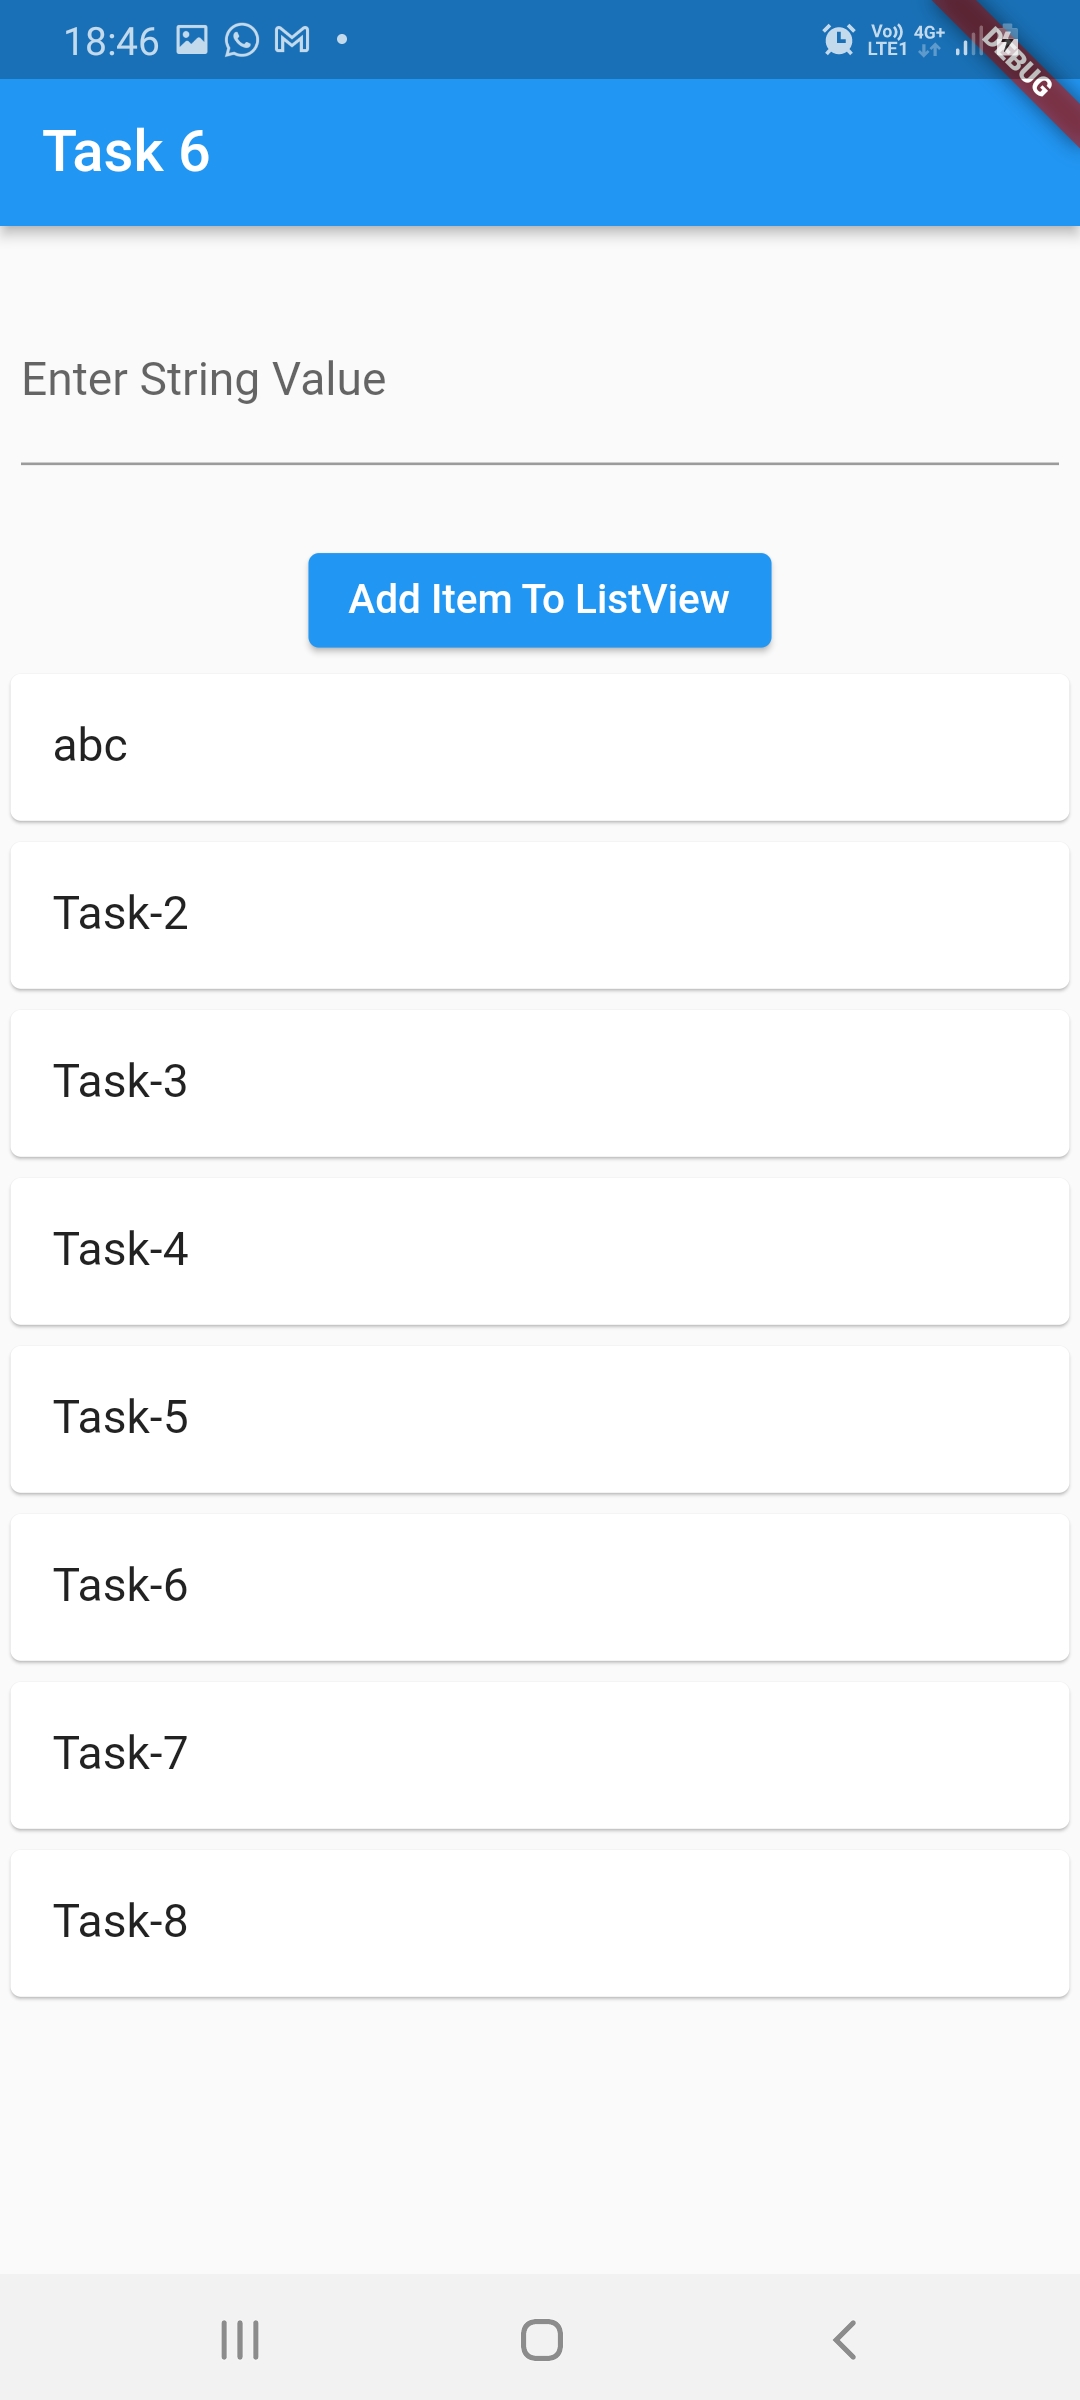 18:46
Vo)) 4G+
LTE1
DEBUG
Task 6
Enter String Value
Add Item To ListView
abc
Task-2
Task-3
Task-4
Task-5
Task-6
Task-7
Task-8